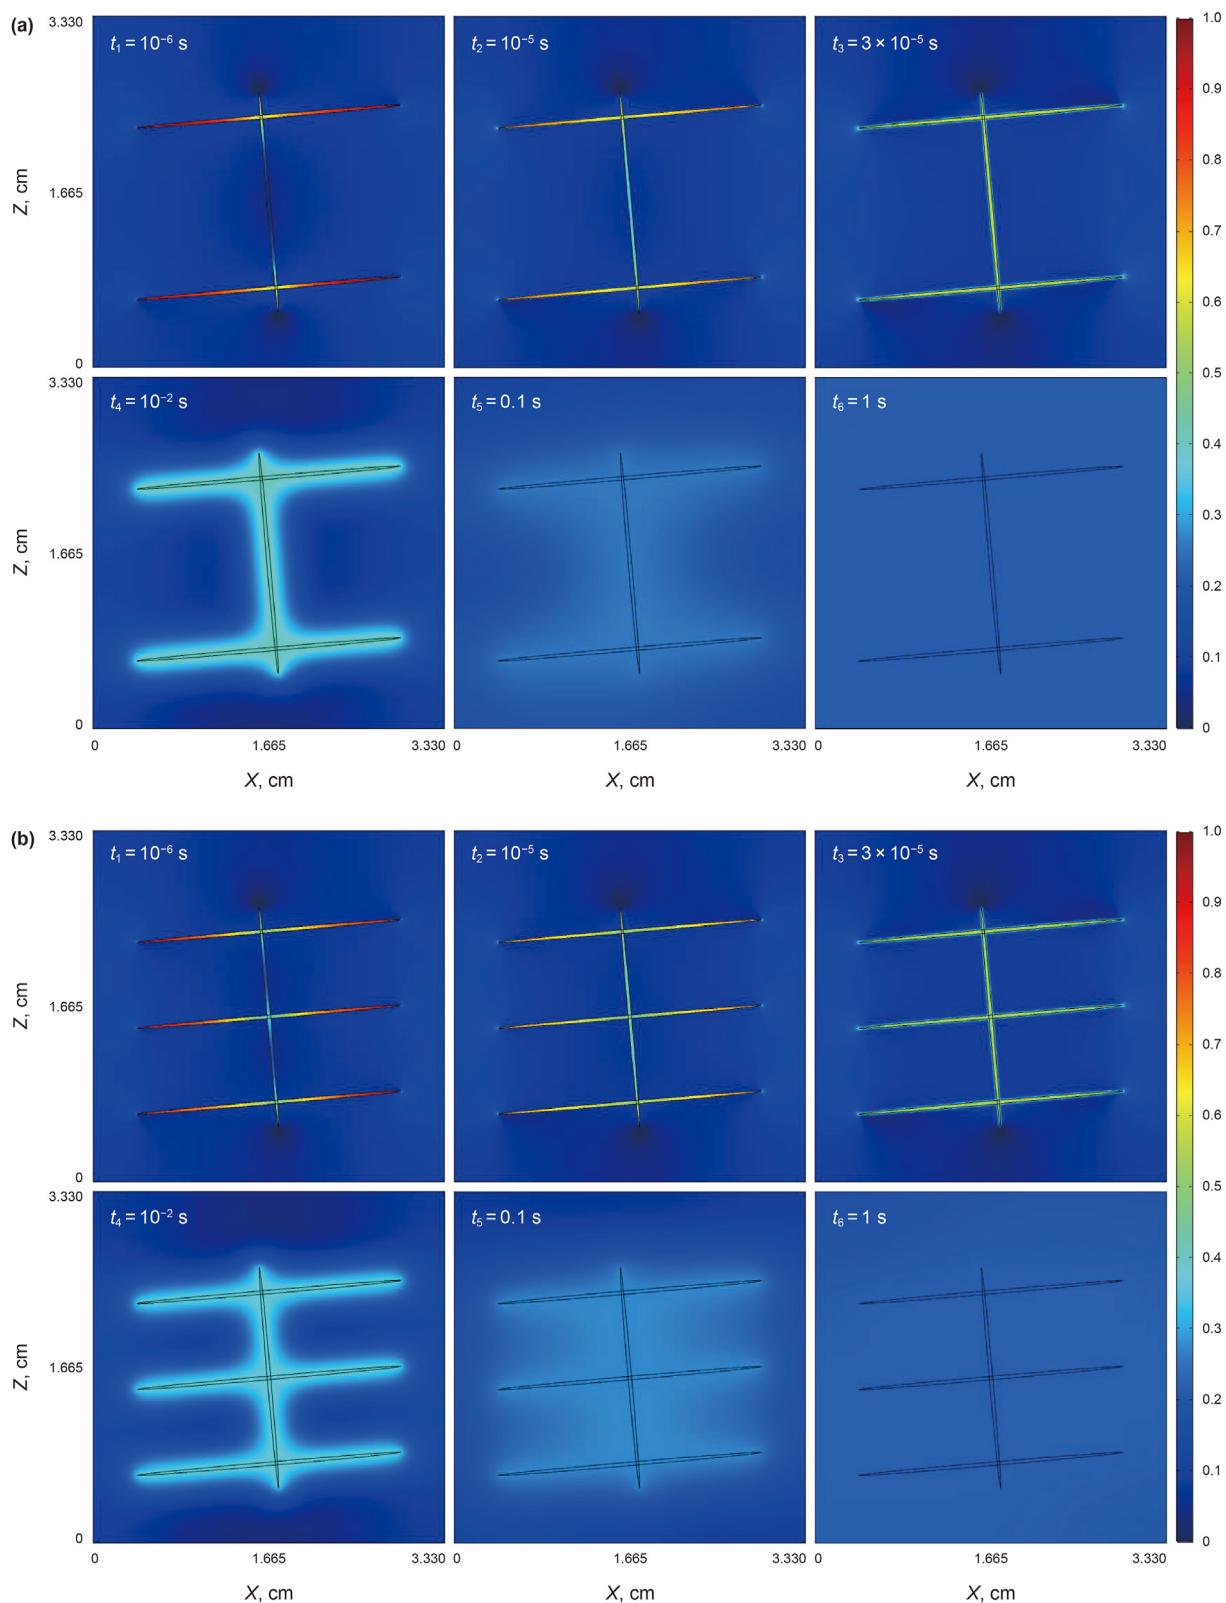 (a)
3.330
t₁ = 10⁻⁶ s
t₂ = 10⁻⁵ s
t₃ = 3 × 10⁻⁵ s
1.0
0.9
0.8
0.7
0.6
0.5
0.4
0.3
0.2
0.1
0
Z, cm
1.665
0
3.330
t₄ = 10⁻² s
t₅ = 0.1 s
t₆ = 1 s
Z, cm
1.665
0
0 1.665 3.330
0 1.665 3.330
0 1.665 3.330
X, cm
X, cm
X, cm
(b)
3.330
t₁ = 10⁻⁶ s
t₂ = 10⁻⁵ s
t₃ = 3 × 10⁻⁵ s
1.0
0.9
0.8
0.7
0.6
0.5
0.4
0.3
0.2
0.1
0
Z, cm
1.665
0
3.330
t₄ = 10⁻² s
t₅ = 0.1 s
t₆ = 1 s
Z, cm
1.665
0
0 1.665 3.330
0 1.665 3.330
0 1.665 3.330
X, cm
X, cm
X, cm